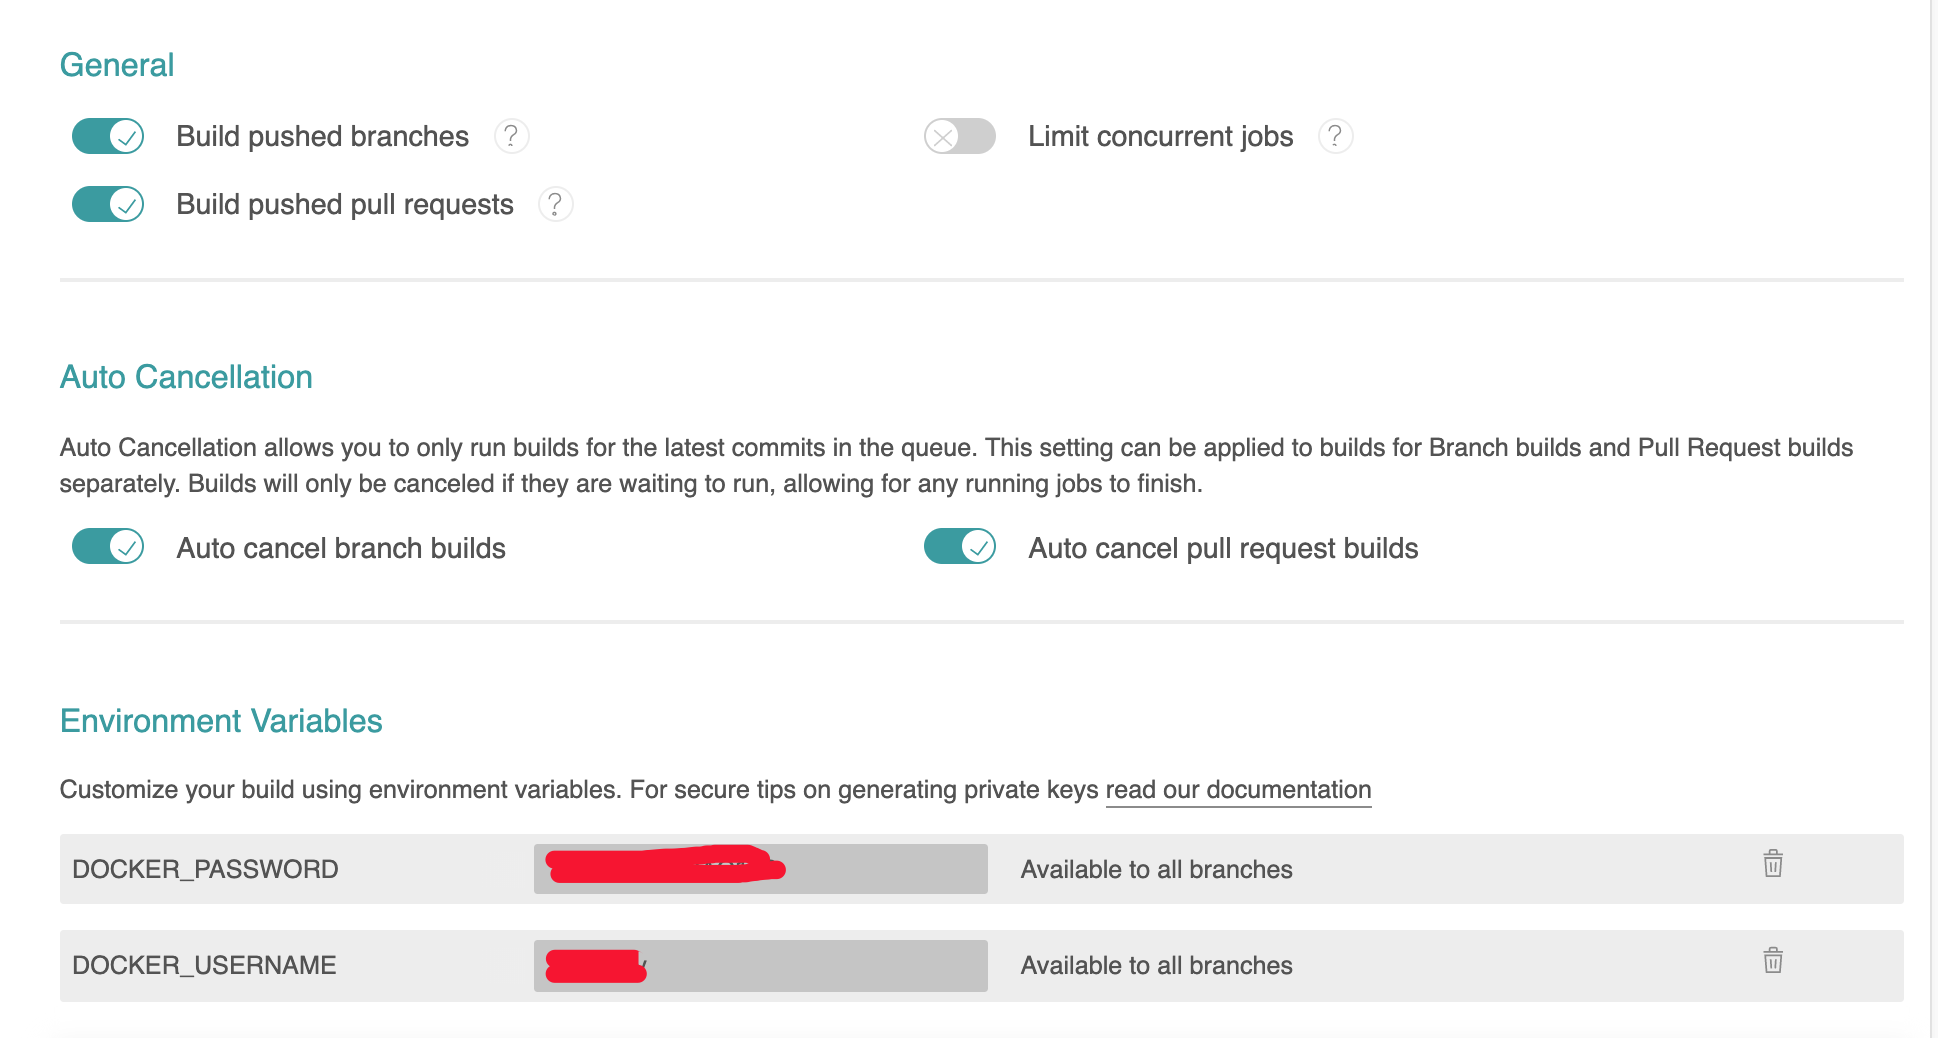 General
Build pushed branches ?
Limit concurrent jobs ?
Build pushed pull requests ?
Auto Cancellation
Auto Cancellation allows you to only run builds for the latest commits in the queue. This setting can be applied to builds for Branch builds and Pull Request builds
separately. Builds will only be canceled if they are waiting to run, allowing for any running jobs to finish.
Auto cancel branch builds
Auto cancel pull request builds
Environment Variables
Customize your build using environment variables. For secure tips on generating private keys read our documentation
DOCKER_PASSWORD
Available to all branches
DOCKER_USERNAME
Available to all branches